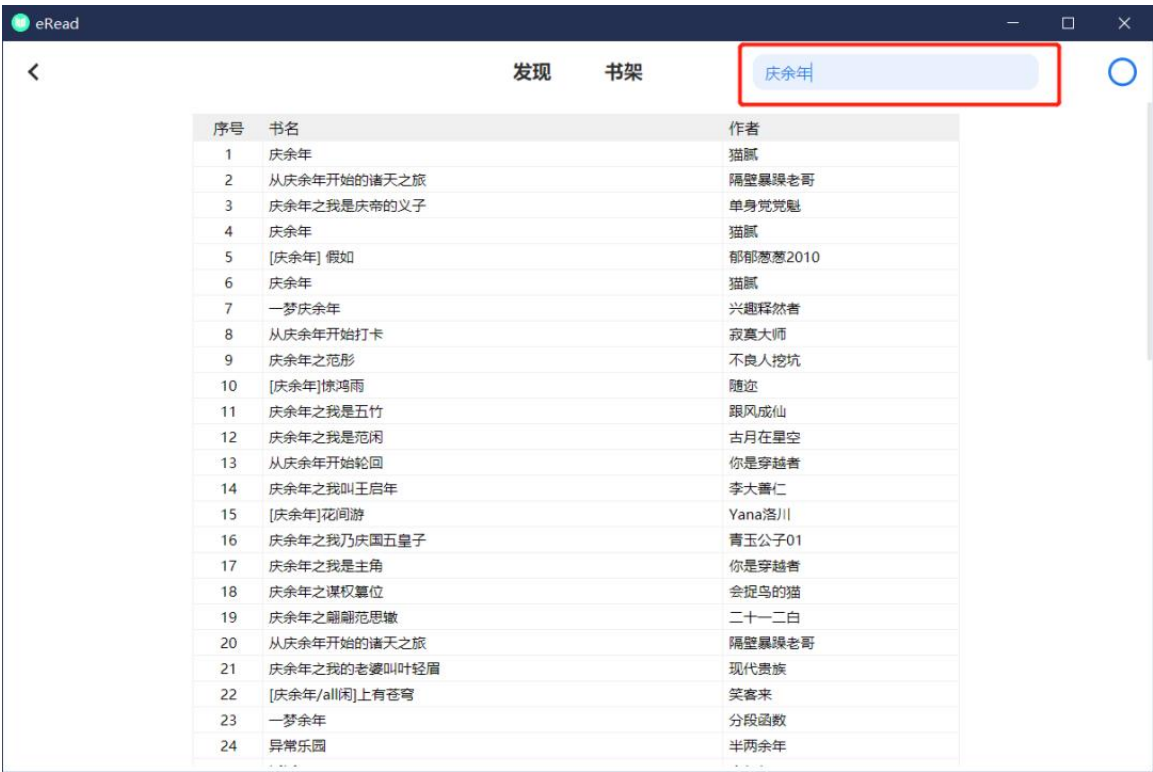 eRead
发现 书架 庆余年
序号 书名 作者
1 庆余年 猫腻
2 从庆余年开始的诸天之旅 隔壁暴躁老哥
3 庆余年之我是庆帝的义子 单身党党魁
4 庆余年 猫腻
5 [庆余年] 假如 郁郁葱葱2010
6 庆余年 猫腻
7 一梦庆余年 兴趣释然者
8 从庆余年开始打卡 寂寞大师
9 庆余年之范彤 不良人挖坑
10 [庆余年]惊鸿雨 随迩
11 庆余年之我是五竹 跟风成仙
12 庆余年之我是范闲 古月在星空
13 从庆余年开始轮回 你是穿越者
14 庆余年之我叫王启年 李大善仁
15 [庆余年]花间游 Yana洛川
16 庆余年之我乃庆国五皇子 青玉公子01
17 庆余年之我是主角 你是穿越者
18 庆余年之谋权篡位 会捉鸟的猫
19 庆余年之翩翩范思辙 二十一二白
20 从庆余年开始的诸天之旅 隔壁暴躁老哥
21 庆余年之我的老婆叫叶轻眉 现代贵族
22 [庆余年/all闲]上有苍穹 笑客来
23 一梦余年 分段函数
24 异常乐园 半两余年